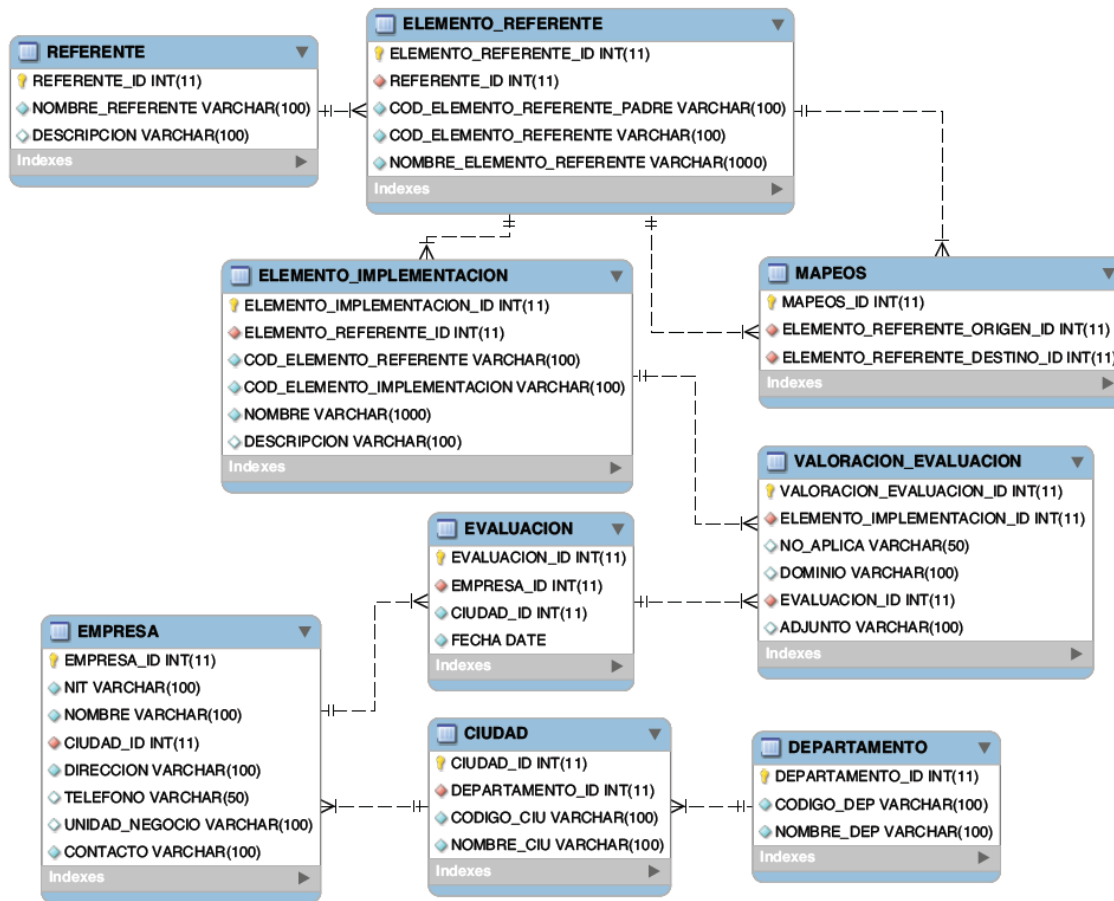 REFERENTE
REFERENTE_ID INT(11)
NOMBRE_REFERENTE VARCHAR(100)
DESCRIPCION VARCHAR(100)
Indexes
ELEMENTO_REFERENTE
ELEMENTO_REFERENTE_ID INT(11)
REFERENTE_ID INT(11)
COD_ELEMENTO_REFERENTE_PADRE VARCHAR(100)
COD_ELEMENTO_REFERENTE VARCHAR(100)
NOMBRE_ELEMENTO_REFERENTE VARCHAR(1000)
Indexes
ELEMENTO_IMPLEMENTACION
ELEMENTO_IMPLEMENTACION_ID INT(11)
ELEMENTO_REFERENTE_ID INT(11)
COD_ELEMENTO_REFERENTE VARCHAR(100)
COD_ELEMENTO_IMPLEMENTACION VARCHAR(100)
NOMBRE VARCHAR(1000)
DESCRIPCION VARCHAR(100)
Indexes
MAPEOS
MAPEOS_ID INT(11)
ELEMENTO_REFERENTE_ORIGEN_ID INT(11)
ELEMENTO_REFERENTE_DESTINO_ID INT(11)
Indexes
VALORACION_EVALUACION
VALORACION_EVALUACION_ID INT(11)
ELEMENTO_IMPLEMENTACION_ID INT(11)
NO_APLICA VARCHAR(50)
DOMINIO VARCHAR(100)
EVALUACION_ID INT(11)
ADJUNTO VARCHAR(100)
Indexes
EVALUACION
EVALUACION_ID INT(11)
EMPRESA_ID INT(11)
CIUDAD_ID INT(11)
FECHA DATE
Indexes
EMPRESA
EMPRESA_ID INT(11)
NIT VARCHAR(100)
NOMBRE VARCHAR(100)
CIUDAD_ID INT(11)
DIRECCION VARCHAR(100)
TELEFONO VARCHAR(50)
UNIDAD_NEGOCIO VARCHAR(100)
CONTACTO VARCHAR(100)
Indexes
CIUDAD
CIUDAD_ID INT(11)
DEPARTAMENTO_ID INT(11)
CODIGO_CIU VARCHAR(100)
NOMBRE_CIU VARCHAR(100)
Indexes
DEPARTAMENTO
DEPARTAMENTO_ID INT(11)
CODIGO_DEP VARCHAR(100)
NOMBRE_DEP VARCHAR(100)
Indexes